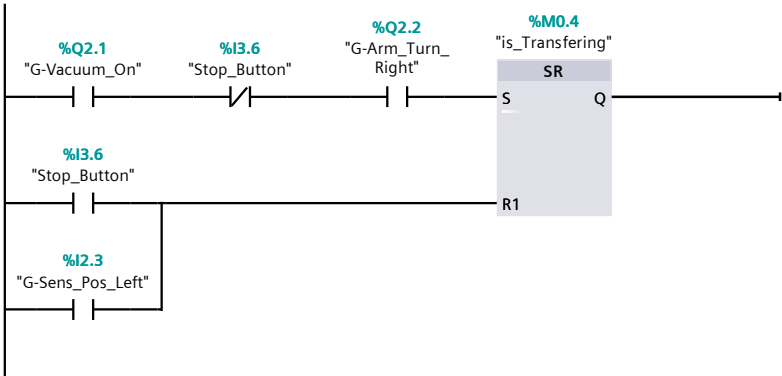 %M0.4
"is_Transfering"
%Q2.2
"G-Arm_Turn_
Right"
%Q2.1
"G-Vacuum_On"
%I3.6
"Stop_Button"
SR
S
Q
%I3.6
"Stop_Button"
R1
%I2.3
"G-Sens_Pos_Left"